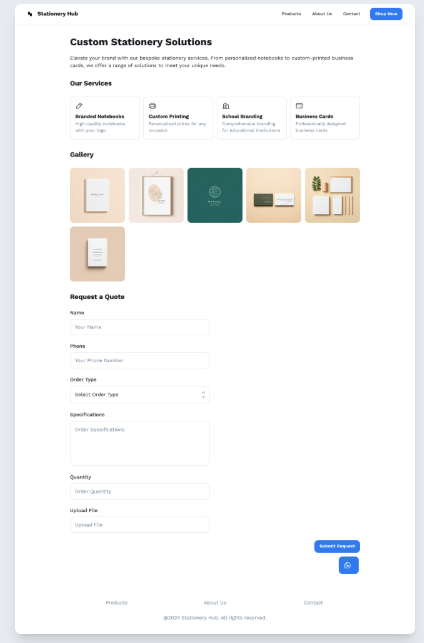 Stationery Hub
Products
About Us
Contact
Shop Now
Custom Stationery Solutions
Elevate your brand with our bespoke stationery services. From personalized notebooks to custom-printed business
cards, we offer a range of solutions to meet your unique needs.
Our Services
Branded Notebooks
High-quality notebooks
with your logo
Custom Printing
Personalized prints for any
occasion
School Branding
Comprehensive branding
for educational institutions
Business Cards
Professionally designed
business cards
Gallery
Request a Quote
Name
Your Name
Phone
Your Phone Number
Order Type
Select Order Type
Specifications
Order Specifications
Quantity
Order Quantity
Upload File
Upload File
Submit Request
Products
About Us
Contact
@2024 Stationery Hub, All rights reserved.